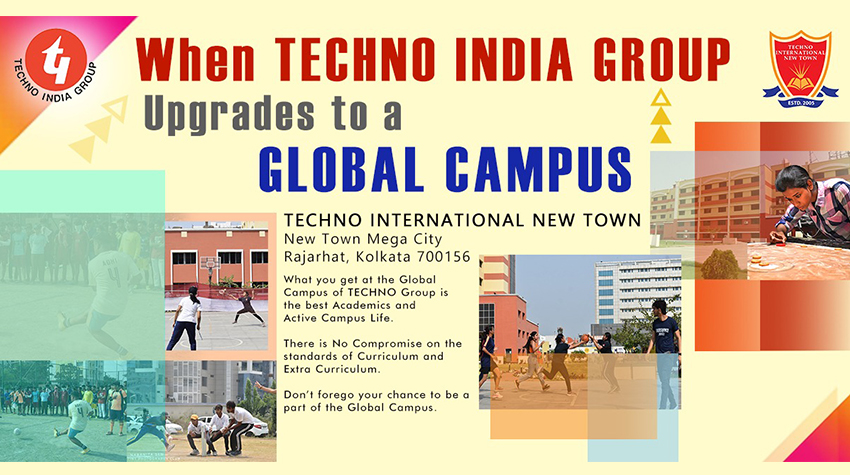 TECHNO INDIA GROUP
When TECHNO INDIA GROUP
Upgrades to a
GLOBAL CAMPUS
TECHNO
INTERNATIONAL
NEW TOWN
ESTD. 2005
TECHNO INTERNATIONAL NEW TOWN
New Town Mega City
Rajarhat, Kolkata 700156
What you get at the Global
Campus of TECHNO Group is
the best Academics and
Active Campus Life.
There is No Compromise on the
standards of Curriculum and
Extra Curriculum.
Don't forego your chance to be a
part of the Global Campus.